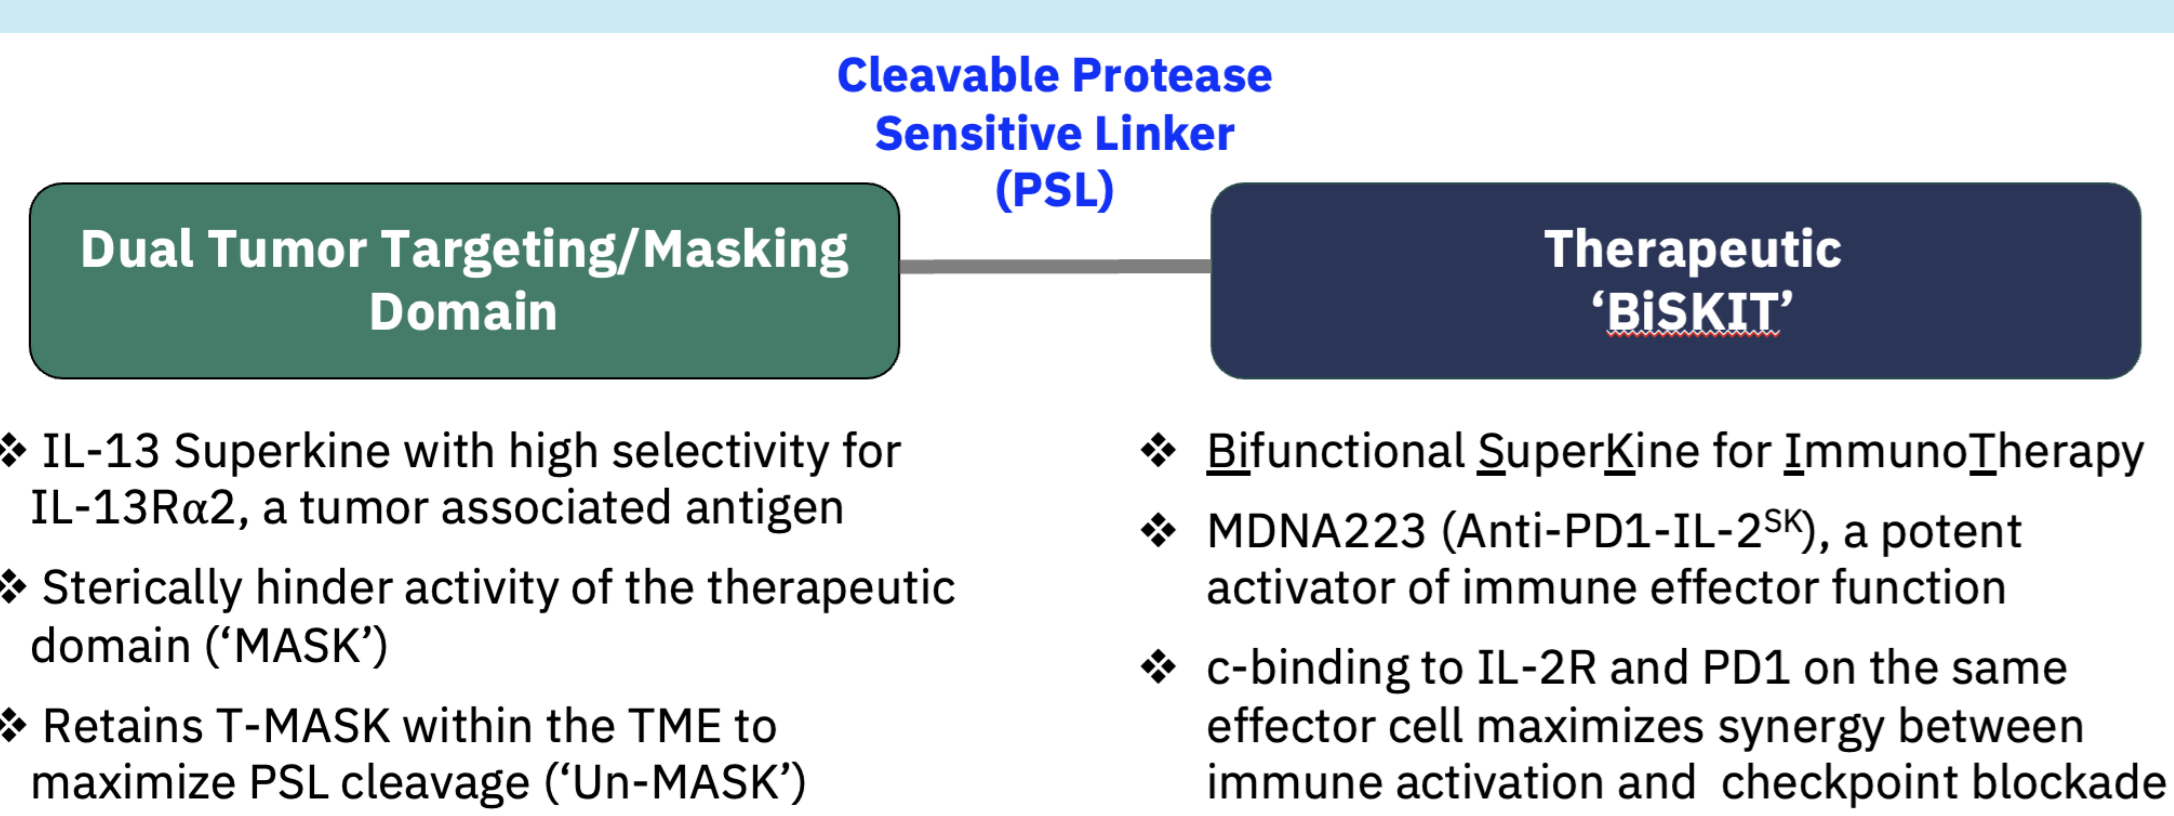 Cleavable Protease
Sensitive Linker
(PSL)
Dual Tumor Targeting/Masking
Domain
Therapeutic
‘BiSKIT’
❖ IL-13 Superkine with high selectivity for
IL-13Rα2, a tumor associated antigen
❖ Sterically hinder activity of the therapeutic
domain (‘MASK’)
❖ Retains T-MASK within the TME to
maximize PSL cleavage (‘Un-MASK’)
❖ Bifunctional SuperKine for ImmunoTherapy
❖ MDNA223 (Anti-PD1-IL-2ˢᴷ), a potent
activator of immune effector function
❖ c-binding to IL-2R and PD1 on the same
effector cell maximizes synergy between
immune activation and checkpoint blockade